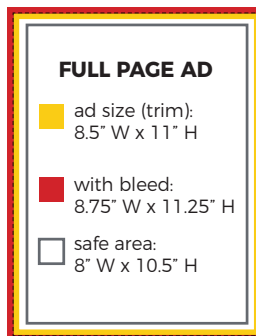 FULL PAGE AD
ad size (trim):
8.5” W x 11” H
with bleed:
8.75” W x 11.25” H
safe area:
8” W x 10.5” H